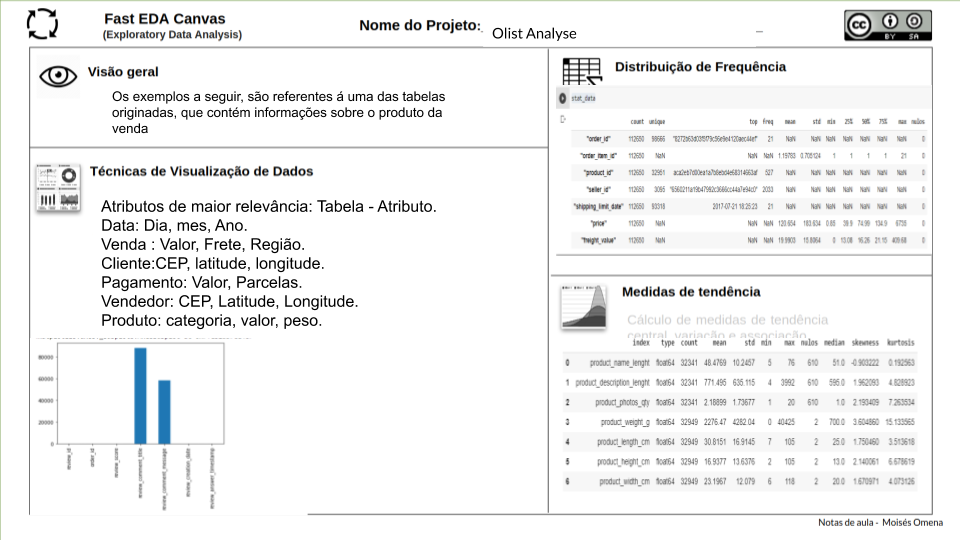 Fast EDA Canvas
(Exploratory Data Analysis)
Nome do Projeto:
Olist Analyse
CC BY SA
Visão geral
Os exemplos a seguir, são referentes á uma das tabelas
originadas, que contém informações sobre o produto da
venda
Técnicas de Visualização de Dados
Atributos de maior relevância: Tabela - Atributo.
Data: Dia, mes, Ano.
Venda : Valor, Frete, Região.
Cliente:CEP, latitude, longitude.
Pagamento: Valor, Parcelas.
Vendedor: CEP, Latitude, Longitude.
Produto: categoria, valor, peso.
80000
60000
40000
20000
0
review_id
order_id
review_score
review_comment_title
review_comment_message
review_creation_date
review_answer_timestamp
Distribuição de Frequência
stat_data
count unique top freq mean std min 25% 50% 75% max nulos
"order_id" 112650 98666 21 NaN NaN NaN NaN NaN NaN NaN 0
"order_item_id" 112650 NaN NaN NaN 1.19783 0.705124 1 1 1 1 21 0
"product_id" 112650 32951 aca2eb7d00ea1a7b8ebd4e68314663af 527 NaN NaN NaN NaN NaN NaN NaN 0
"seller_id" 112650 3095 2033 NaN NaN NaN NaN NaN NaN NaN 0
"shipping_limit_date" 112650 93318 2017-07-21 18:25:23 21 NaN NaN NaN NaN NaN NaN NaN 0
"price" 112650 NaN NaN NaN 120.654 183.634 0.85 39.9 74.99 134.9 6735 0
"freight_value" 112650 NaN NaN NaN 19.9903 15.8064 0 13.08 16.26 21.15 409.68 0
Medidas de tendência
Cálculo de medidas de tendência
central, variação e associação
index type count mean std min max nulos median skewness kurtosis
0 product_name_lenght float64 32341 48.4769 10.2457 5 76 610 51.0 -0.903222 0.192563
1 product_description_lenght float64 32341 771.495 635.115 4 3992 610 595.0 1.962093 4.828923
2 product_photos_qty float64 32341 2.18899 1.73677 1 20 610 1.0 2.193409 7.263534
3 product_weight_g float64 32949 2276.47 4282.04 0 40425 2 700.0 3.604860 15.133565
4 product_length_cm float64 32949 30.8151 16.9145 7 105 2 25.0 1.750460 3.513618
5 product_height_cm float64 32949 16.9377 13.6376 2 105 2 13.0 2.140061 6.678619
6 product_width_cm float64 32949 23.1967 12.079 6 118 2 20.0 1.670971 4.073126
Notas de aula - Moisés Omena